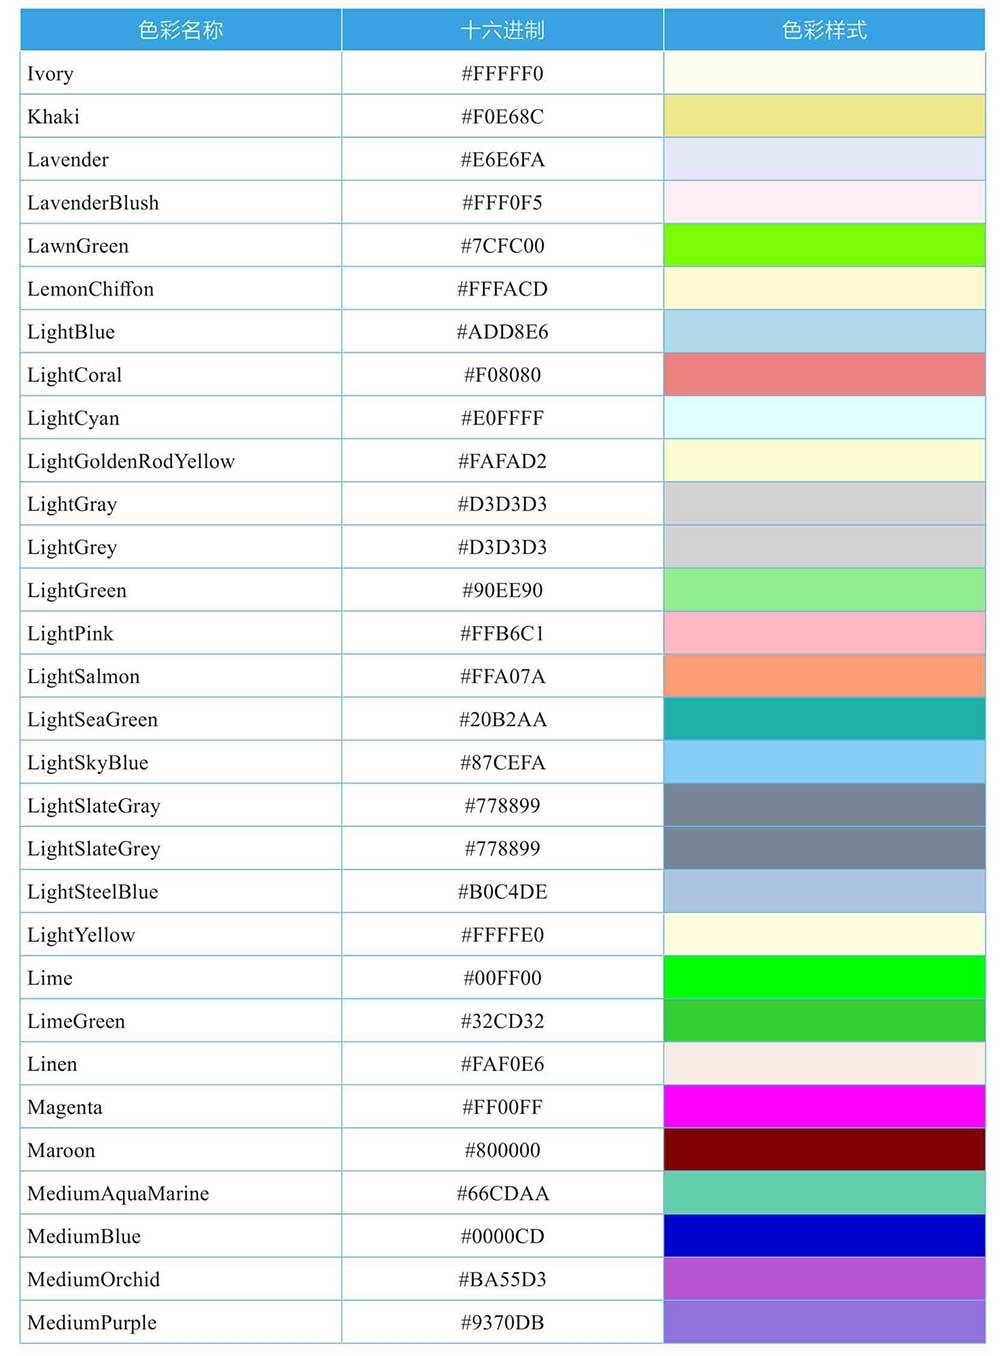 色彩名称 十六进制 色彩样式
Ivory #FFFFF0
Khaki #F0E68C
Lavender #E6E6FA
LavenderBlush #FFF0F5
LawnGreen #7CFC00
LemonChiffon #FFFACD
LightBlue #ADD8E6
LightCoral #F08080
LightCyan #E0FFFF
LightGoldenRodYellow #FAFAD2
LightGray #D3D3D3
LightGrey #D3D3D3
LightGreen #90EE90
LightPink #FFB6C1
LightSalmon #FFA07A
LightSeaGreen #20B2AA
LightSkyBlue #87CEFA
LightSlateGray #778899
LightSlateGrey #778899
LightSteelBlue #B0C4DE
LightYellow #FFFFE0
Lime #00FF00
LimeGreen #32CD32
Linen #FAF0E6
Magenta #FF00FF
Maroon #800000
MediumAquaMarine #66CDAA
MediumBlue #0000CD
MediumOrchid #BA55D3
MediumPurple #9370DB